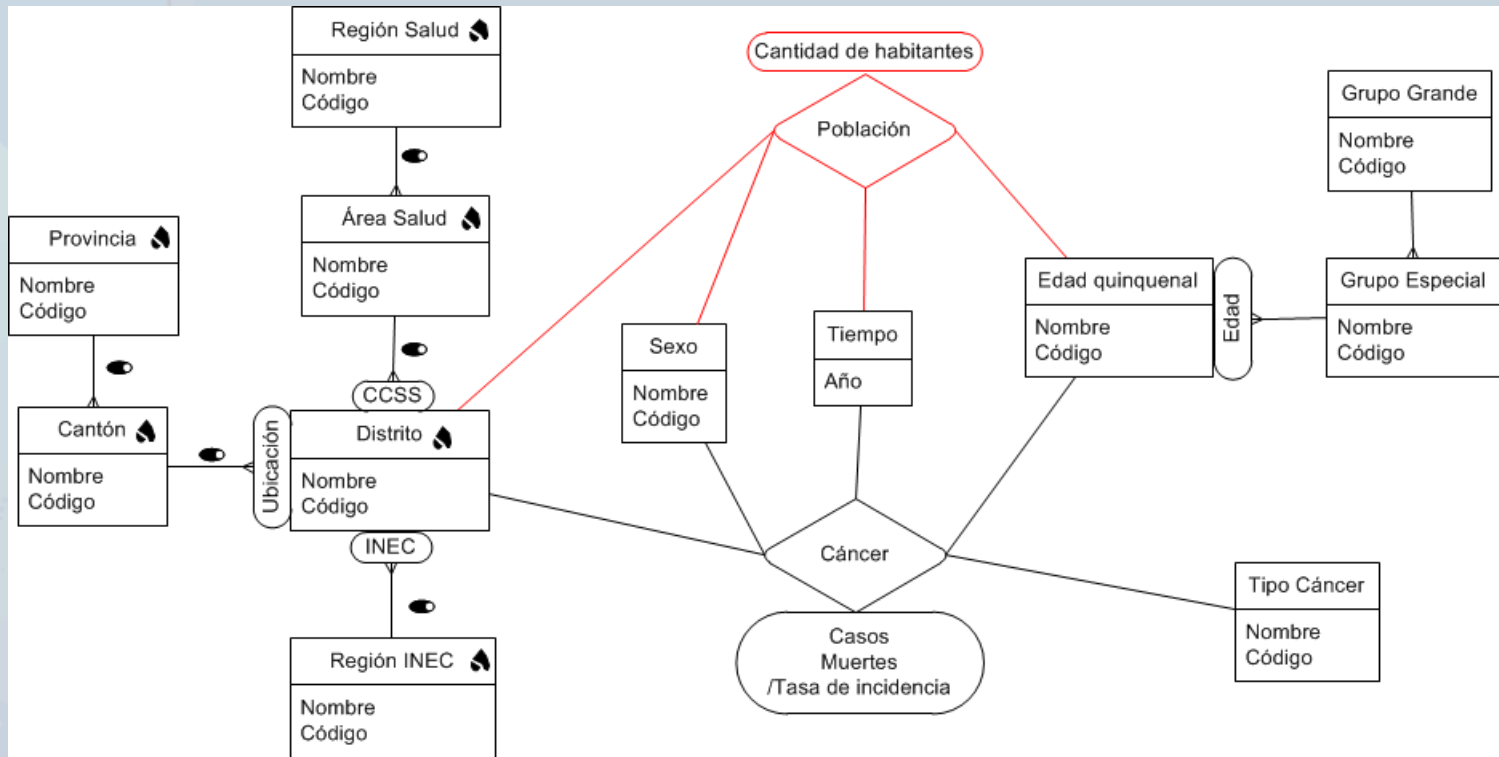 Región Salud
Nombre
Código
Cantidad de habitantes
Población
Grupo Grande
Nombre
Código
Área Salud
Nombre
Código
Provincia
Nombre
Código
Edad quinquenal
Nombre
Código
Edad
Grupo Especial
Nombre
Código
Sexo
Nombre
Código
Tiempo
Año
CCSS
Cantón
Nombre
Código
Ubicación
Distrito
Nombre
Código
INEC
Cáncer
Tipo Cáncer
Nombre
Código
Casos
Muertes
/Tasa de incidencia
Región INEC
Nombre
Código